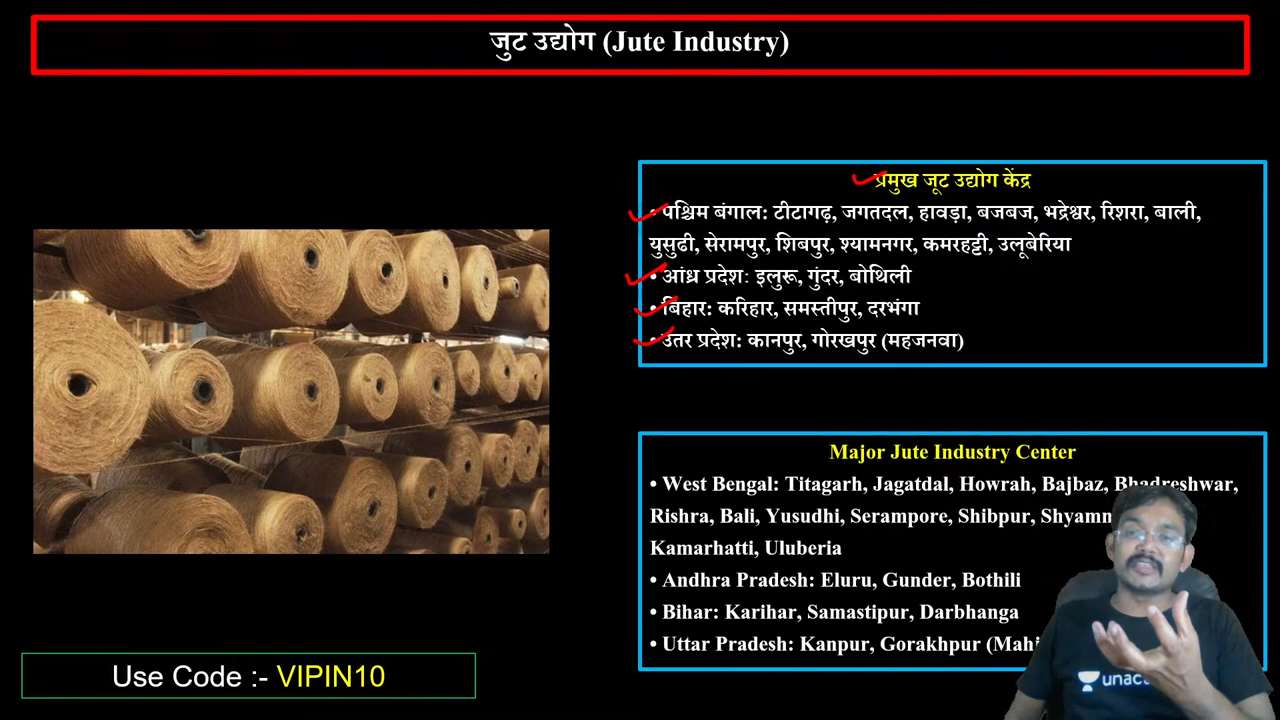 जुट उद्योग (Jute Industry)
प्रमुख जूट उद्योग केंद्र
• पश्चिम बंगाल: टीटागढ़, जगतदल, हावड़ा, बजबज, भद्रेश्वर, रिशरा, बाली,
युसुढी, सेरामपुर, शिबपुर, श्यामनगर, कमरहट्टी, उलूबेरिया
• आंध्र प्रदेश: इलुरू, गुंदर, बोथिली
• बिहार: करिहार, समस्तीपुर, दरभंगा
• उतर प्रदेश: कानपुर, गोरखपुर (महजनवा)
Major Jute Industry Center
• West Bengal: Titagarh, Jagatdal, Howrah, Bajbaz, Bhadreshwar,
Rishra, Bali, Yusudhi, Serampore, Shibpur,
Kamarhatti, Uluberia
• Andhra Pradesh: Eluru, Gunder, Bothili
• Bihar: Karihar, Samastipur, Darbhanga
• Uttar Pradesh: Kanpur, Gorakhpur
Use Code :- VIPIN10